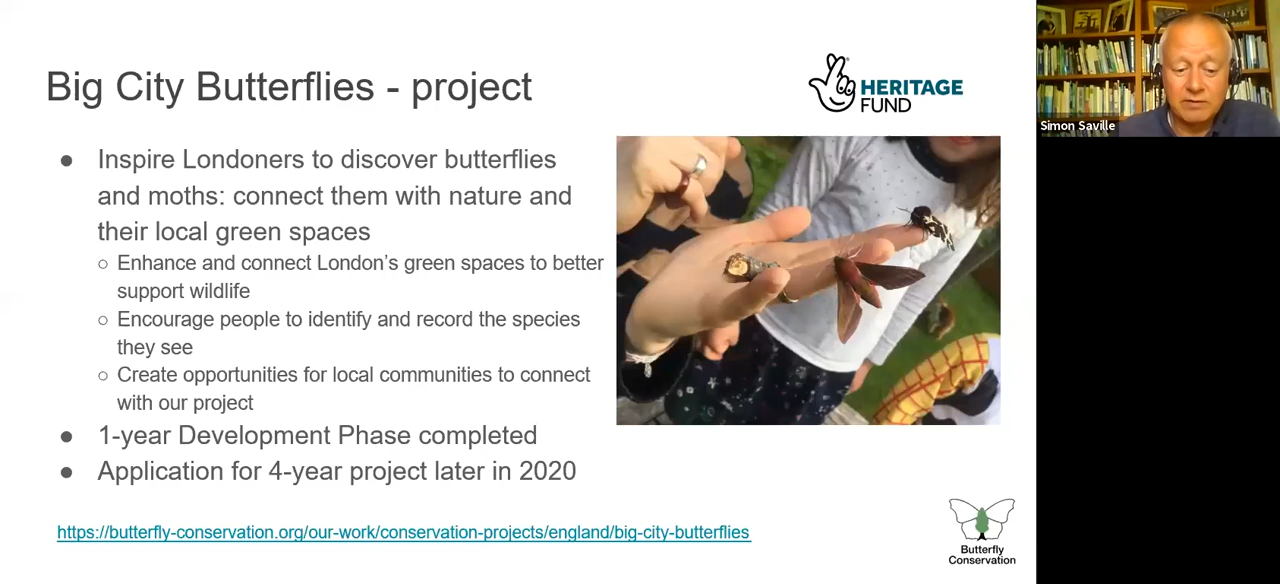 Big City Butterflies - project
HERITAGE
FUND
● Inspire Londoners to discover butterflies
and moths: connect them with nature and
their local green spaces
○ Enhance and connect London's green spaces to better
support wildlife
○ Encourage people to identify and record the species
they see
○ Create opportunities for local communities to connect
with our project
● 1-year Development Phase completed
● Application for 4-year project later in 2020
https://butterfly-conservation.org/our-work/conservation-projects/england/big-city-butterflies
Butterfly
Conservation
Simon Saville